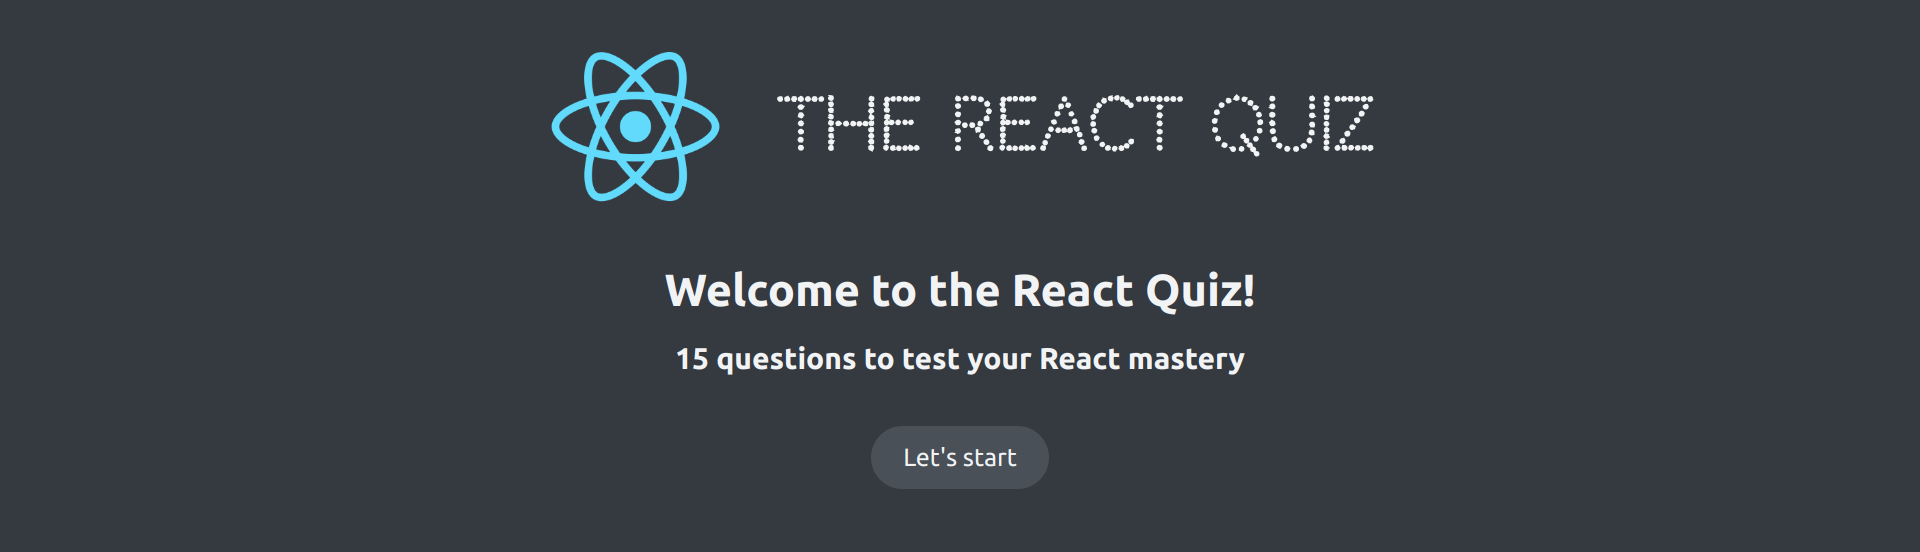 THE REACT QUIZ
Welcome to the React Quiz!
15 questions to test your React mastery
Let's start